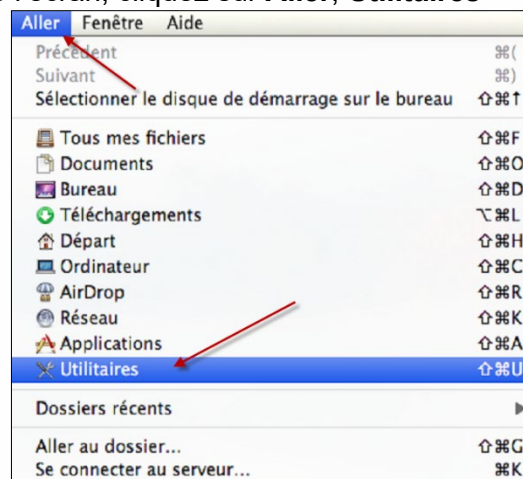 Aller Fenêtre Aide
Précédent ⌘(
Suivant ⌘)
Sélectionner le disque de démarrage sur le bureau ⇧⌘↑
Tous mes fichiers ⇧⌘F
Documents ⇧⌘O
Bureau ⇧⌘D
Téléchargements ⌥⌘L
Départ ⇧⌘H
Ordinateur ⇧⌘C
AirDrop ⇧⌘R
Réseau ⇧⌘K
Applications ⇧⌘A
Utilitaires ⇧⌘U
Dossiers récents ▶
Aller au dossier... ⇧⌘G
Se connecter au serveur... ⌘K